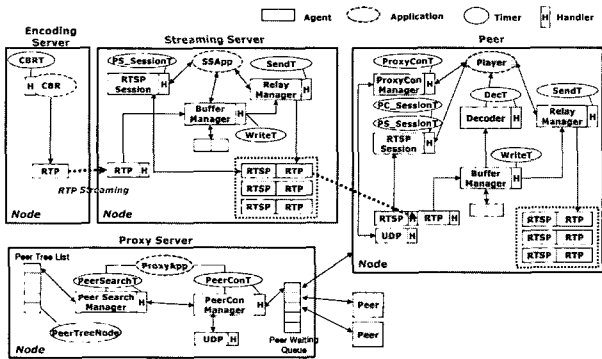 Agent
Application
Timer
H Handler
Encoding Server
Streaming Server
Peer
CBRT
H CBR
RTP
Node
RTP Streaming
PS_SessionT
SSApp
SendT
RTSP Session H
Relay Manager H
Buffer Manager H
WriteT
RTP H
RTSP RTP
RTSP RTP
RTSP RTP
Node
ProxyConT
Player
ProxyCon Manager H
PC_SessionT
PS_SessionT
DecT
SendT
Decoder H
Relay Manager H
RTSP Session H
WriteT
Buffer Manager H
RTSP H
RTP H
UDP H
RTSP RTP
RTSP RTP
RTSP RTP
Node
Proxy Server
Peer Tree List
ProxyApp
PeerSearchT
PeerConT
Peer Search Manager H
PeerCon Manager H
PeerTreeNode
UDP H
Node
Peer Waiting Queue
Peer
Peer